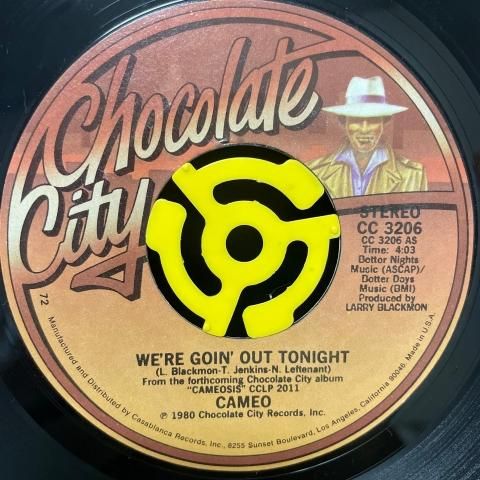 Chocolate
City
STEREO
CC 3206
CC 3206 AS
Time: 4:03
Better Nights
Music (ASCAP)/
Better Days
Music (BMI)
Produced by
LARRY BLACKMON
72
WE'RE GOIN' OUT TONIGHT
(L. Blackmon-T. Jenkins-N. Leftenant)
From the forthcoming Chocolate City album
"CAMEOSIS" CCLP 2011
CAMEO
℗ 1980 Chocolate City Records, Inc.
Manufactured and Distributed by Casablanca Records, Inc., 8255 Sunset Boulevard, Los Angeles, California 90046. Made in U.S.A.